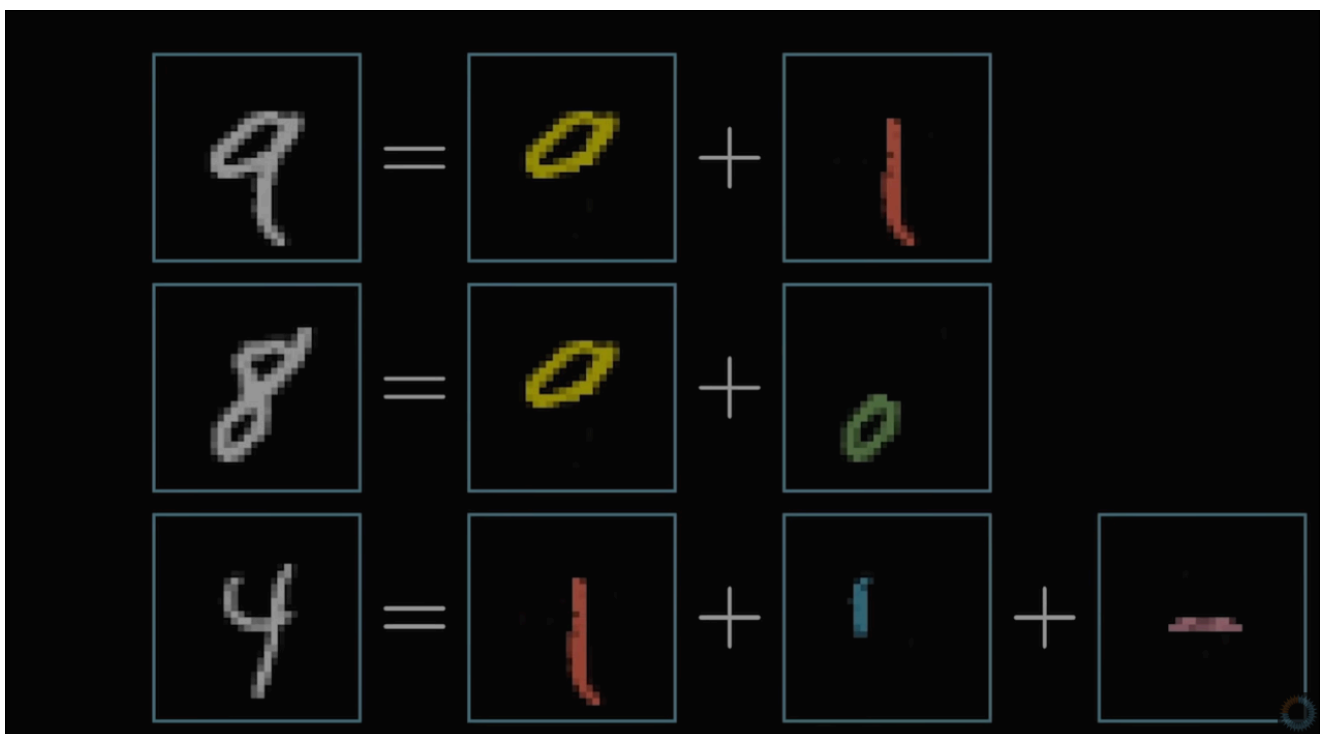 9 = 0 + 1
8 = 0 + 0
4 = 1 + 1 + -